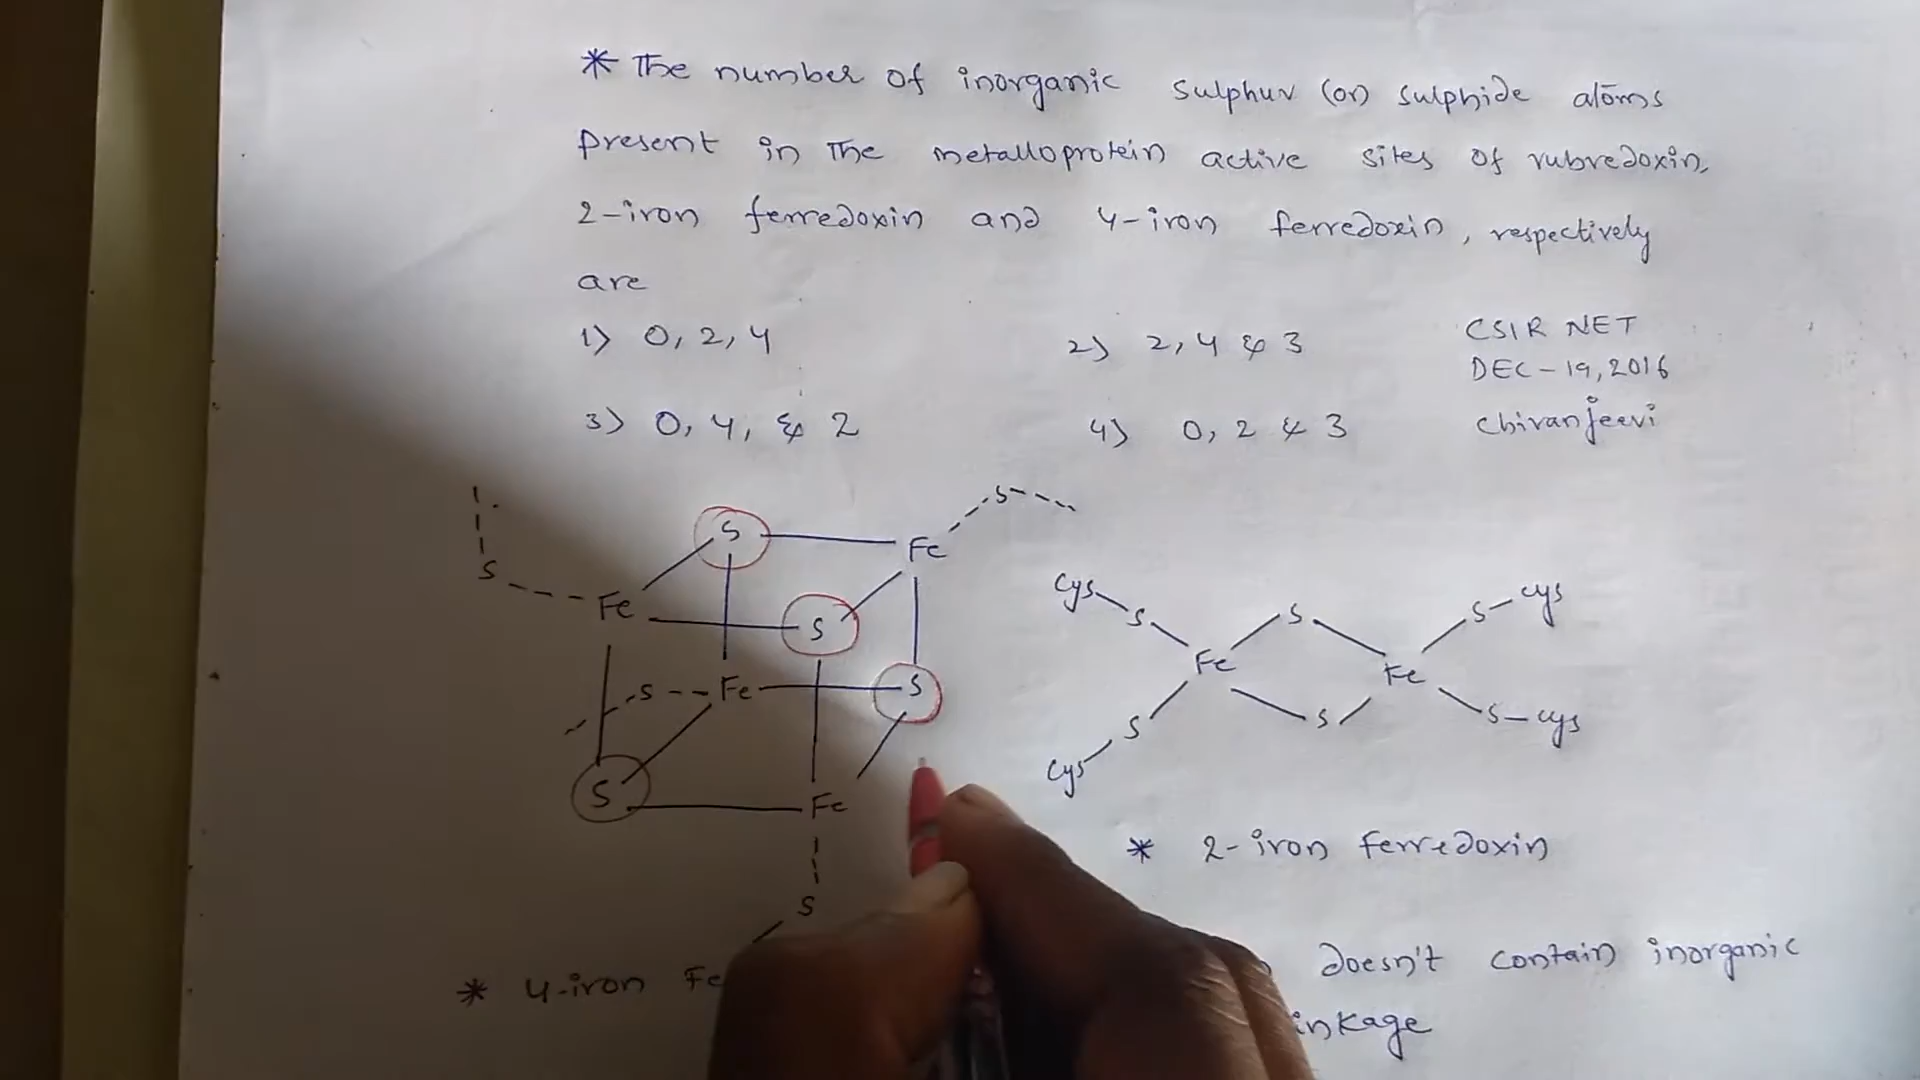 * The number of inorganic sulphur (or) sulphide atoms
present in the metalloprotein active sites of rubredoxin,
2-iron ferredoxin and 4-iron ferredoxin, respectively
are
1) 0, 2, 4
2) 2, 4 & 3
CSIR NET
DEC-19, 2016
3) 0, 4, & 2
4) 0, 2 & 3
chiranjeevi
S
S
Fe
S
Fe
S
S
Fe
S
S
Fe
S
Cys
S
S
S
cys
Fe
Fe
S
S
S
cys
Cys
* 2-iron Ferredoxin
* 4-iron Fe
doesn't contain inorganic
inkage